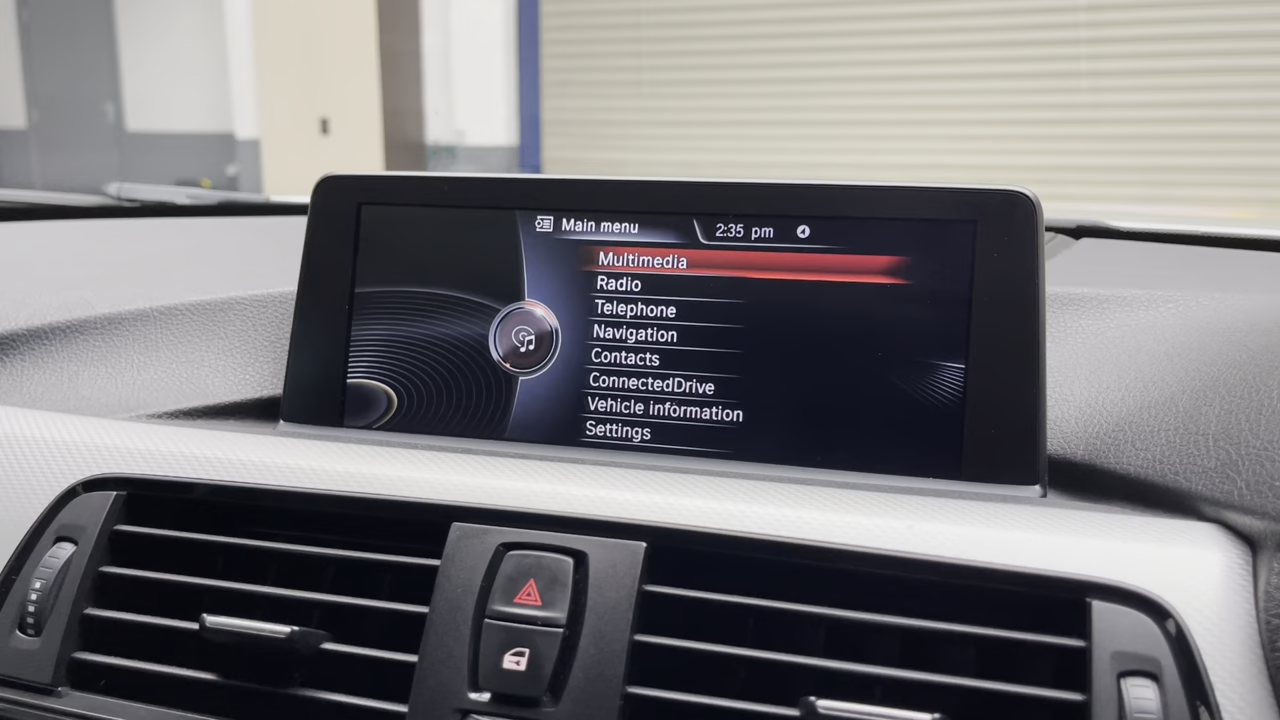 Main menu
2:35 pm
Multimedia
Radio
Telephone
Navigation
Contacts
ConnectedDrive
Vehicle information
Settings